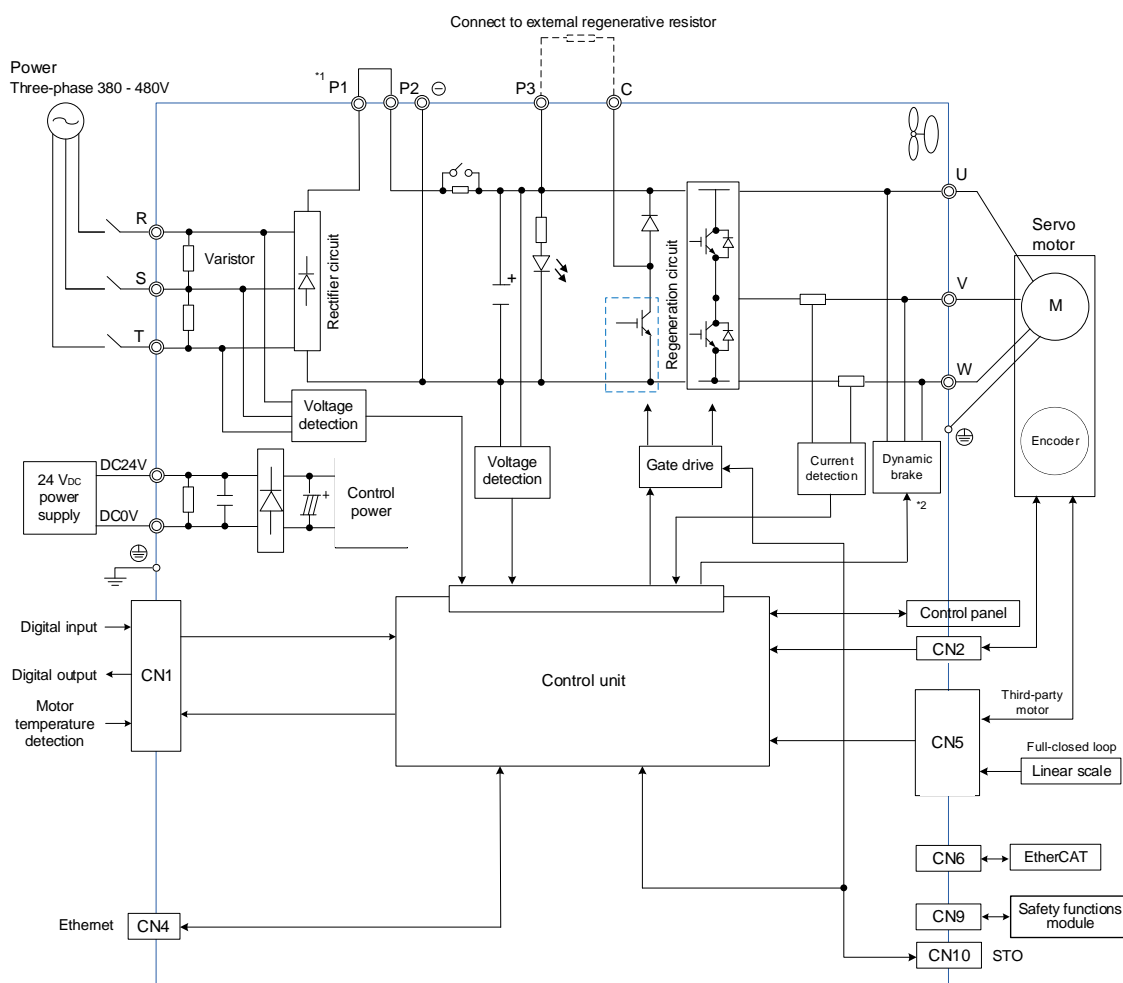 Connect to external regenerative resistor
Power
Three-phase 380 - 480V
*1
P1
P2
⊖
P3
C
R
S
T
Varistor
Rectifier circuit
Regeneration circuit
U
V
W
Servo
motor
M
Encoder
Voltage
detection
Voltage
detection
Gate drive
Current
detection
Dynamic
brake
*2
24 VDC
power
supply
DC24V
DC0V
+
+
Control
power
Digital input
Digital output
Motor
temperature
detection
CN1
Control unit
Control panel
CN2
Third-party
motor
CN5
Full-closed loop
Linear scale
CN6
EtherCAT
CN9
Safety functions
module
CN10
STO
Ethernet
CN4